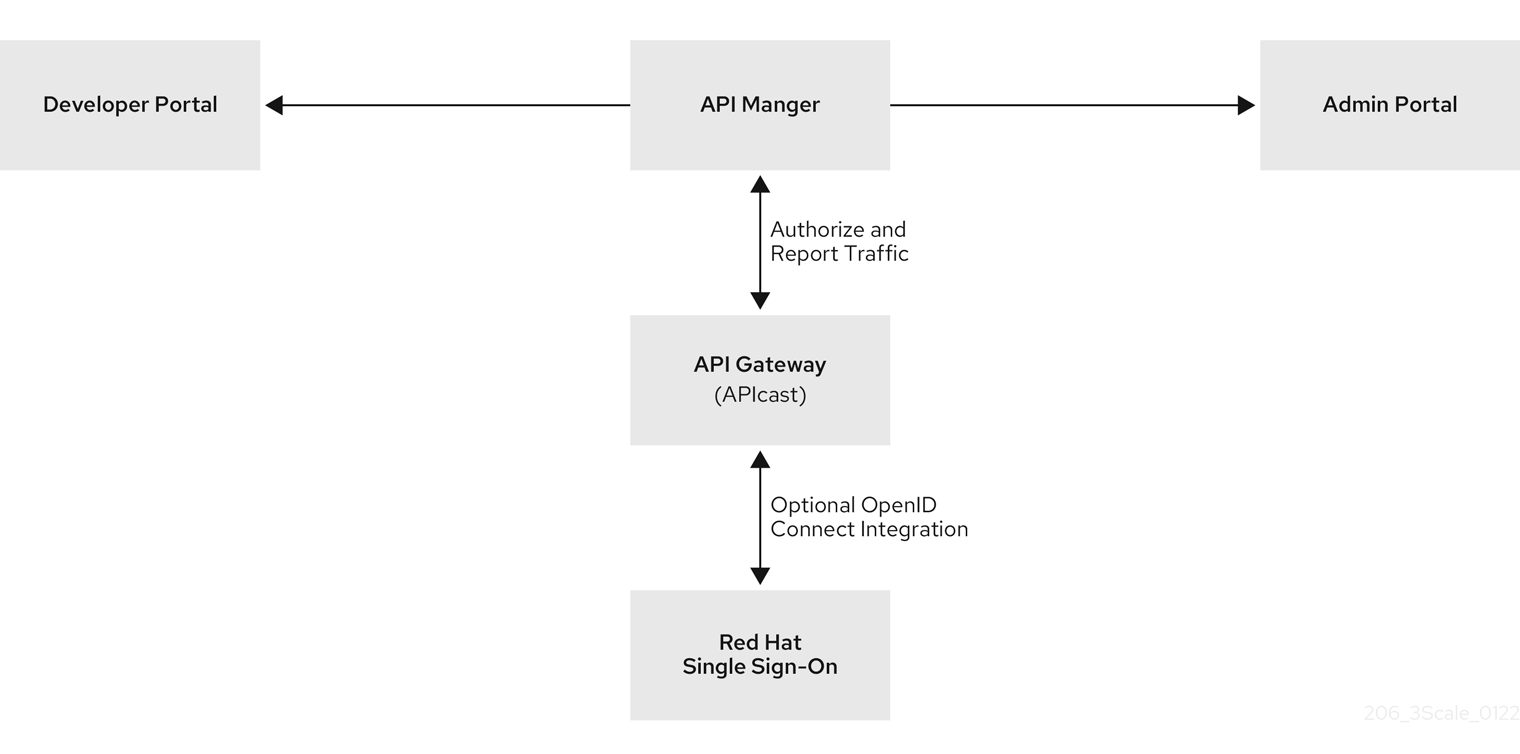 Developer Portal
API Manger
Admin Portal
Authorize and
Report Traffic
API Gateway
(APIcast)
Optional OpenID
Connect Integration
Red Hat
Single Sign-On
206_3Scale_0122